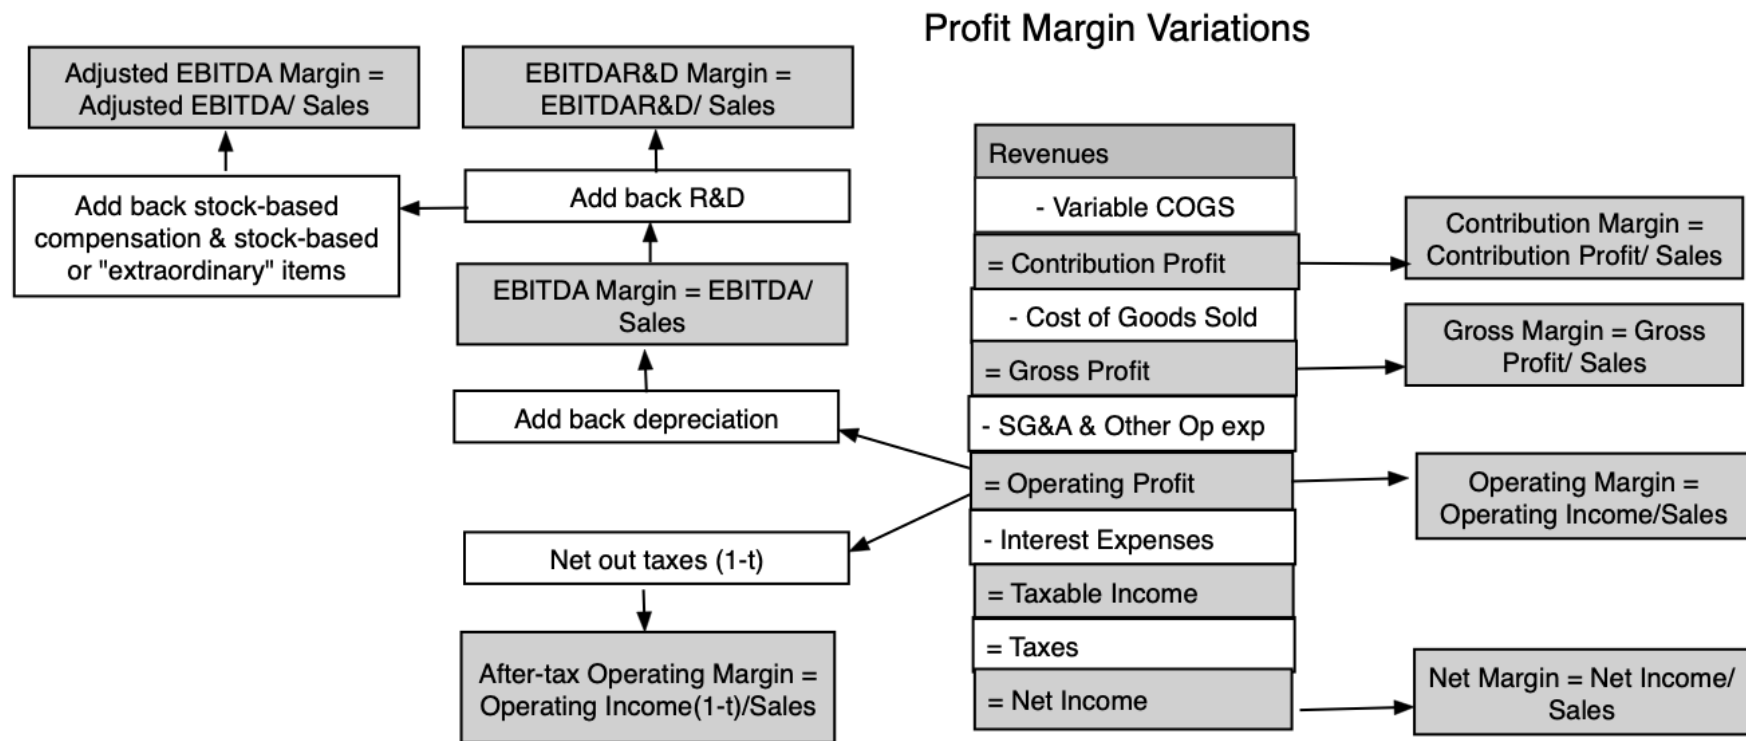 Profit Margin Variations
Adjusted EBITDA Margin =
Adjusted EBITDA/ Sales
EBITDAR&D Margin =
EBITDAR&D/ Sales
Add back stock-based
compensation & stock-based
or "extraordinary" items
Add back R&D
EBITDA Margin = EBITDA/
Sales
Add back depreciation
Net out taxes (1-t)
After-tax Operating Margin =
Operating Income(1-t)/Sales
Revenues
- Variable COGS
= Contribution Profit
- Cost of Goods Sold
= Gross Profit
- SG&A & Other Op exp
= Operating Profit
- Interest Expenses
= Taxable Income
= Taxes
= Net Income
Contribution Margin =
Contribution Profit/ Sales
Gross Margin = Gross
Profit/ Sales
Operating Margin =
Operating Income/Sales
Net Margin = Net Income/
Sales